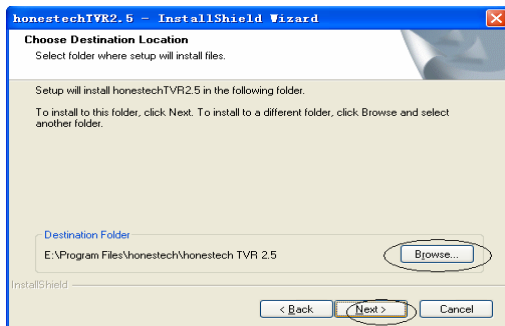 honestechTVR2.5 - InstallShield Wizard
Choose Destination Location
Select folder where setup will install files.
Setup will install honestechTVR2.5 in the following folder.
To install to this folder, click Next. To install to a different folder, click Browse and select
another folder.
Destination Folder
E:\Program Files\honestech\honestech TVR 2.5
Browse...
InstallShield
< Back
Next >
Cancel